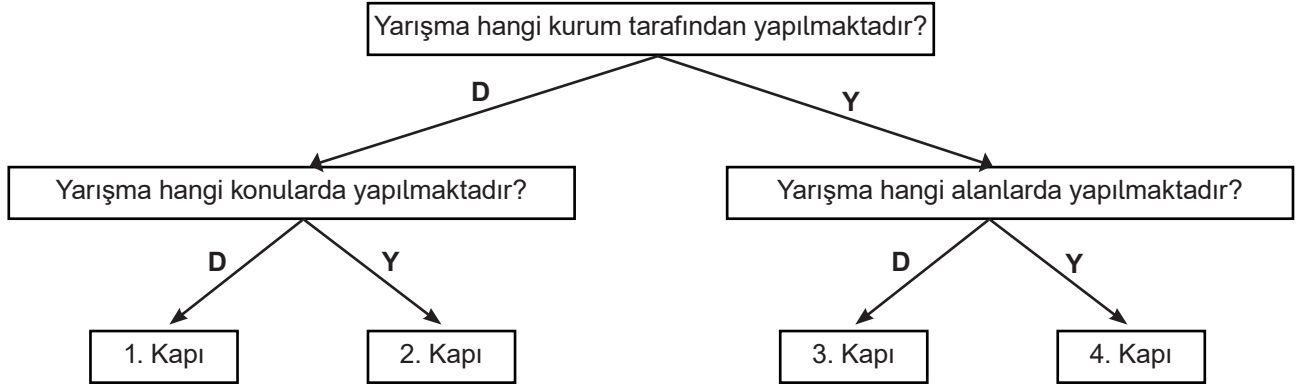 Yarışma hangi kurum tarafından yapılmaktadır?
D
Y
Yarışma hangi konularda yapılmaktadır?
Yarışma hangi alanlarda yapılmaktadır?
D
Y
D
Y
1. Kapı
2. Kapı
3. Kapı
4. Kapı